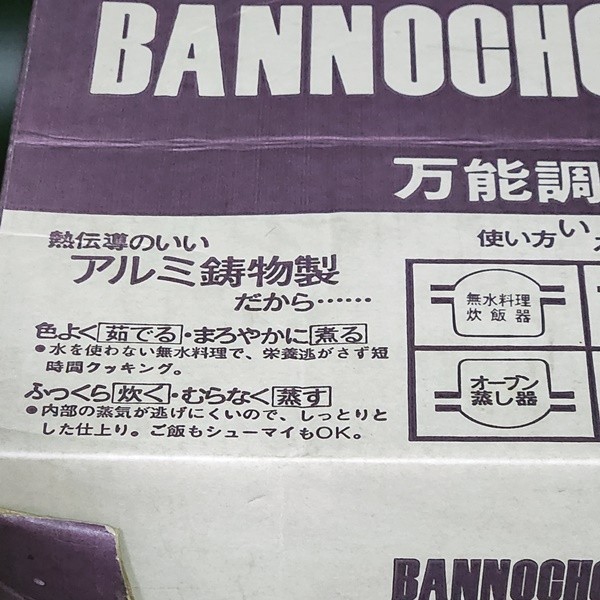 BANNOCHO
万能調
熱伝導のいい
アルミ鋳物製
だから……
色よく茹でる・まろやかに煮る
●水を使わない無水料理で、栄養逃がさず短
時間クッキング。
ふっくら炊く・むらなく蒸す
●内部の蒸気が逃げにくいので、しっとりと
した仕上り。ご飯もシューマイもOK。
使い方い
無水料理
炊飯器
オーブン
蒸し器
BANNOCHO